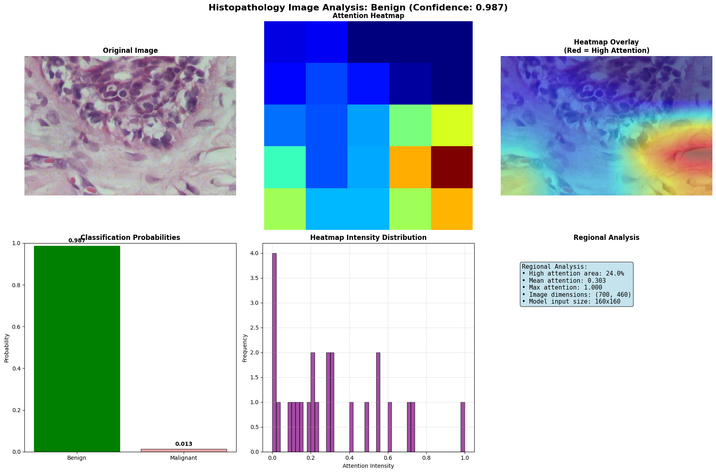 Histopathology Image Analysis: Benign (Confidence: 0.987)
Original Image
Attention Heatmap
Heatmap Overlay
(Red = High Attention)
Classification Probabilities
0.987
1.0
0.8
0.6
0.4
0.2
0.0
Probability
0.013
Benign
Malignant
Heatmap Intensity Distribution
4.0
3.5
3.0
2.5
2.0
1.5
1.0
0.5
0.0
Frequency
0.0 0.2 0.4 0.6 0.8 1.0
Attention Intensity
Regional Analysis
Regional Analysis:
• High attention area: 24.0%
• Mean attention: 0.303
• Max attention: 1.000
• Image dimensions: (700, 460)
• Model input size: 160x160